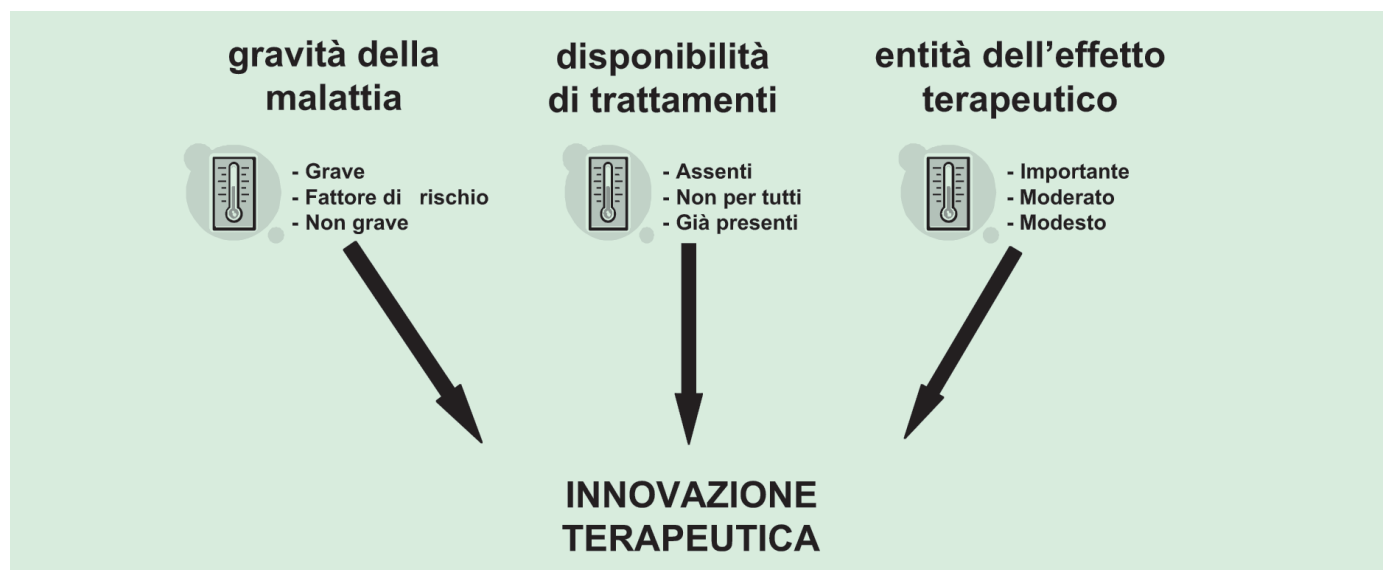 gravità della
malattia
- Grave
- Fattore di rischio
- Non grave
disponibilità
di trattamenti
- Assenti
- Non per tutti
- Già presenti
entità dell’effetto
terapeutico
- Importante
- Moderato
- Modesto
INNOVAZIONE
TERAPEUTICA